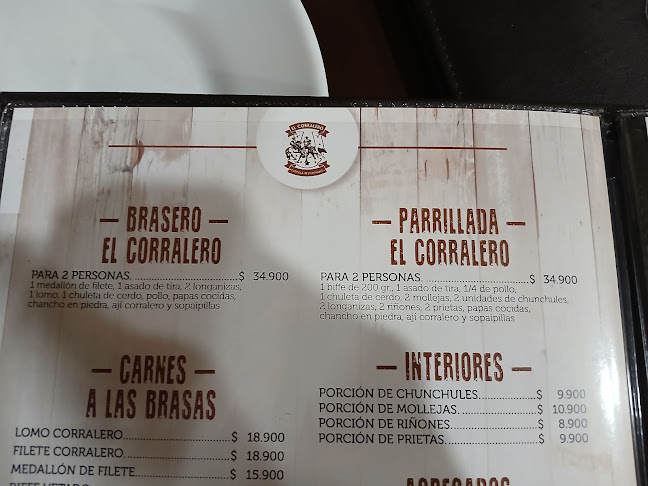 EL CORRALERO
BRASERO
EL CORRALERO
PARA 2 PERSONAS.........................$ 34.900
1 medallón de filete, 1 asado de tira, 2 longanizas,
1 lomo, 1 chuleta de cerdo, pollo, papas cocidas,
chancho en piedra, ají corralero y sopaipillas
CARNES
A LAS BRASAS
LOMO CORRALERO.........................$ 18.900
FILETE CORRALERO.........................$ 18.900
MEDALLÓN DE FILETE.........................$ 15.900
PARRILLADA
EL CORRALERO
PARA 2 PERSONAS.........................$ 34.900
1 biffe de 200 gr., 1 asado de tira, 1/4 de pollo,
1 chuleta de cerdo, 2 mollejas, 2 unidades de chunchules,
2 longanizas, 2 riñones, 2 prietas, papas cocidas,
chancho en piedra, ají corralero y sopaipillas
INTERIORES
PORCIÓN DE CHUNCHULES.................$ 9.900
PORCIÓN DE MOLLEJAS.................$ 10.900
PORCIÓN DE RIÑONES.................$ 8.900
PORCIÓN DE PRIETAS.................$ 9.900